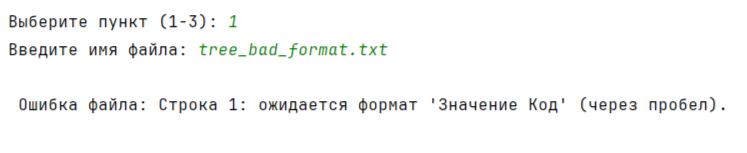 Выберите пункт (1-3): 1
Введите имя файла: tree_bad_format.txt
Ошибка файла: Строка 1: ожидается формат 'Значение Код' (через пробел).